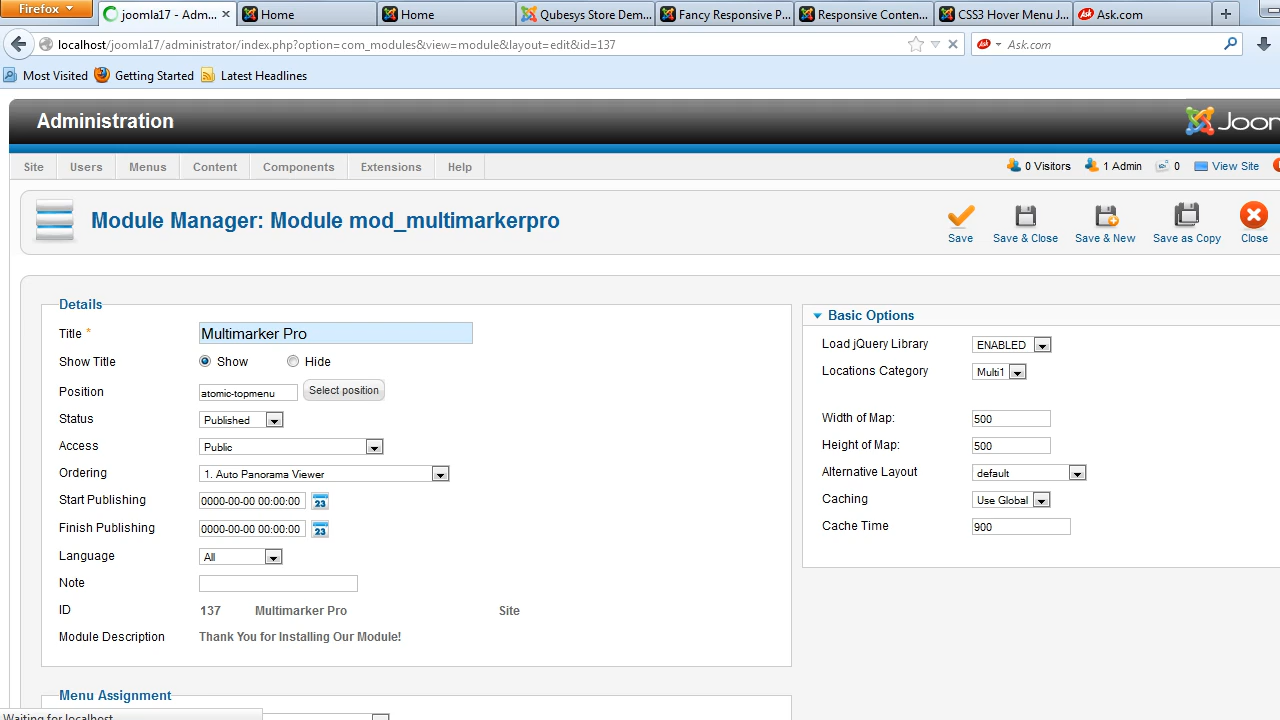 Firefox
joomla17 - Adm... × Home Home Qubesys Store Dem... Fancy Responsive P... Responsive Conten... CSS3 Hover Menu J... Ask.com +
localhost/joomla17/administrator/index.php?option=com_modules&view=module&layout=edit&id=137 Ask.com
Most Visited Getting Started Latest Headlines
Administration
Site Users Menus Content Components Extensions Help 0 Visitors 1 Admin 0 View Site
Module Manager: Module mod_multimarkerpro
Save Save & Close Save & New Save as Copy Close
Details
Title * Multimarker Pro
Show Title Show Hide
Position atomic-topmenu Select position
Status Published
Access Public
Ordering 1. Auto Panorama Viewer
Start Publishing 0000-00-00 00:00:00 23
Finish Publishing 0000-00-00 00:00:00 23
Language All
Note
ID 137 Multimarker Pro Site
Module Description Thank You for Installing Our Module!
Menu Assignment
Basic Options
Load jQuery Library ENABLED
Locations Category Multi1
Width of Map: 500
Height of Map: 500
Alternative Layout default
Caching Use Global
Cache Time 900
Waiting for localhost